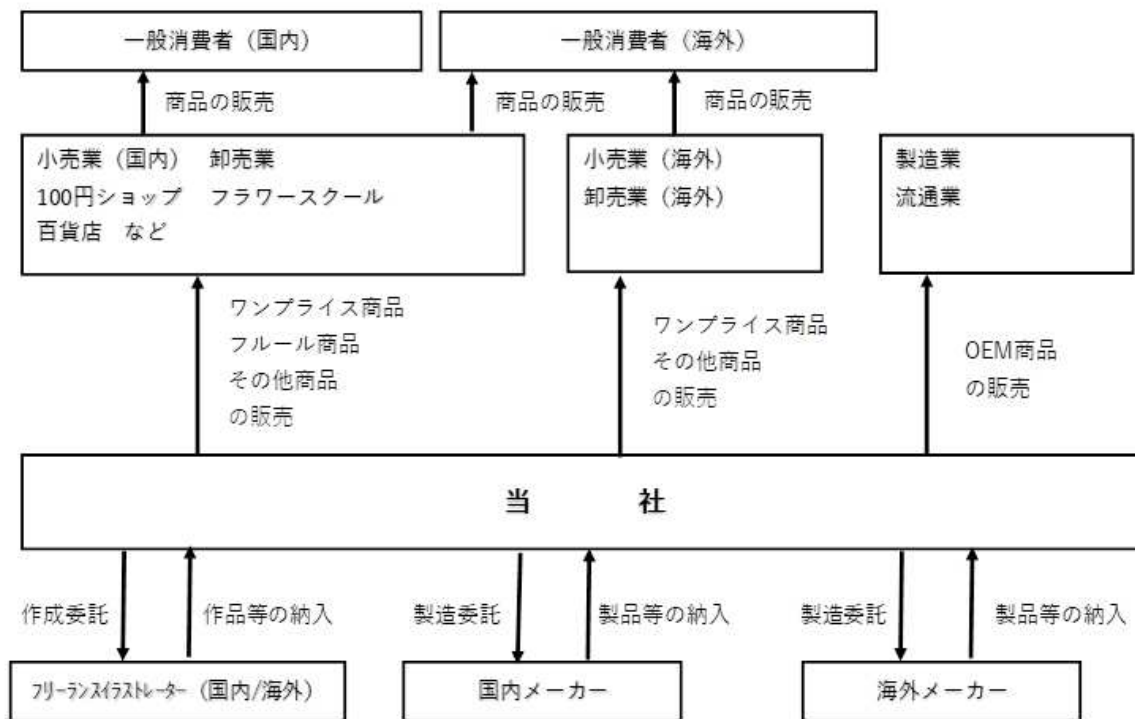 一般消費者（国内）
一般消費者（海外）
商品の販売
商品の販売
商品の販売
小売業（国内）　卸売業
100円ショップ　フラワースクール
百貨店　など
小売業（海外）
卸売業（海外）
製造業
流通業
ワンプライス商品
フルール商品
その他商品
の販売
ワンプライス商品
その他商品
の販売
OEM商品
の販売
当　社
作成委託
作品等の納入
製造委託
製品等の納入
製造委託
製品等の納入
ﾌﾘｰﾗﾝｽｲﾗｽﾄﾚｰﾀｰ（国内/海外）
国内メーカー
海外メーカー